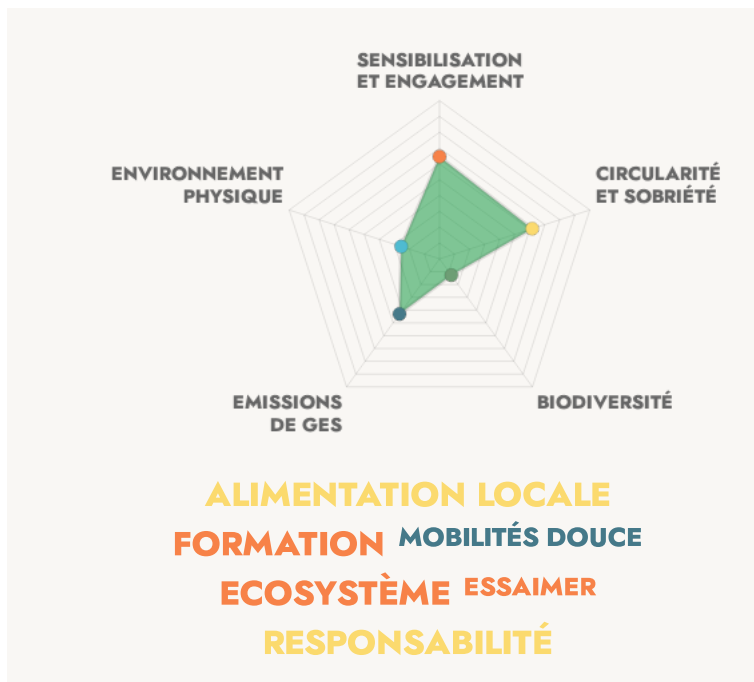 SENSIBILISATION
ET ENGAGEMENT
ENVIRONNEMENT
PHYSIQUE
CIRCULARITÉ
ET SOBRIÉTÉ
EMISSIONS
DE GES
BIODIVERSITÉ
ALIMENTATION LOCALE
FORMATION MOBILITÉS DOUCE
ECOSYSTÈME ESSAIMER
RESPONSABILITÉ